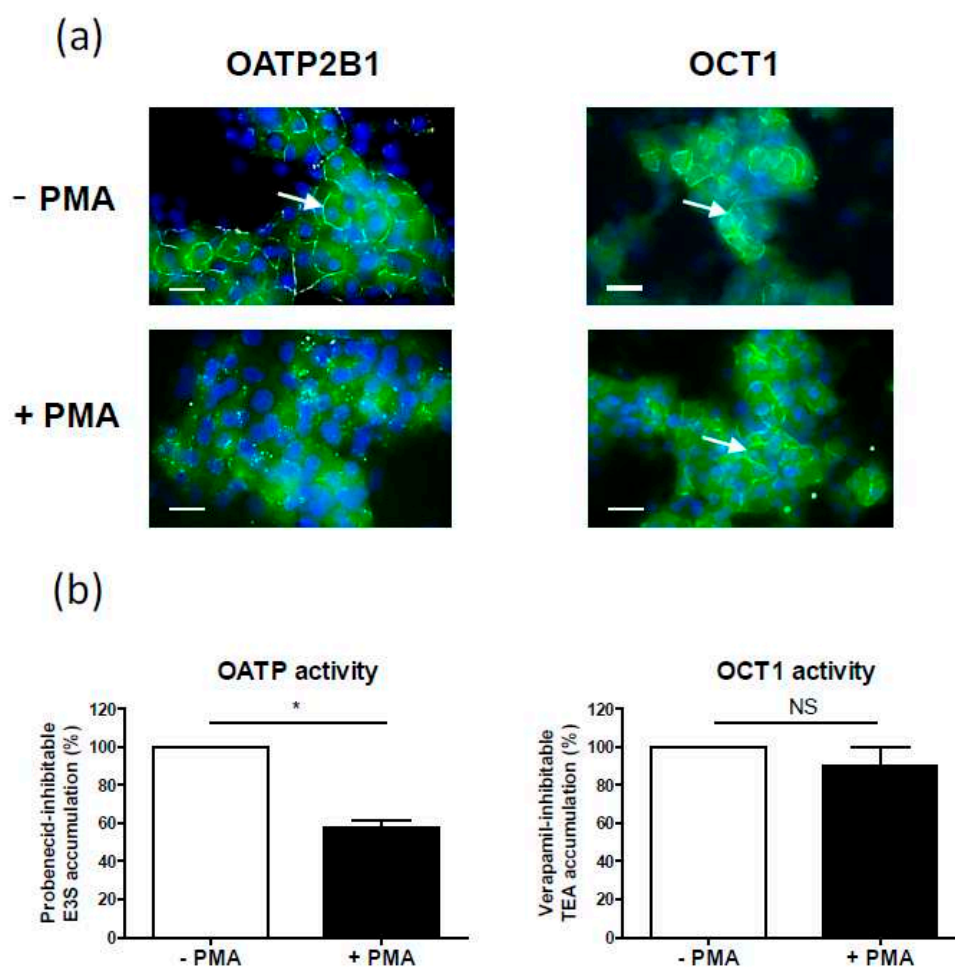 (a)
OATP2B1 OCT1
- PMA
+ PMA
(b)
OATP activity
Probenecid-inhibitable
E3S accumulation (%)
120
100
80
60
40
20
0
*
- PMA + PMA
OCT1 activity
Verapamil-inhibitable
TEA accumulation (%)
120
100
80
60
40
20
0
NS
- PMA + PMA